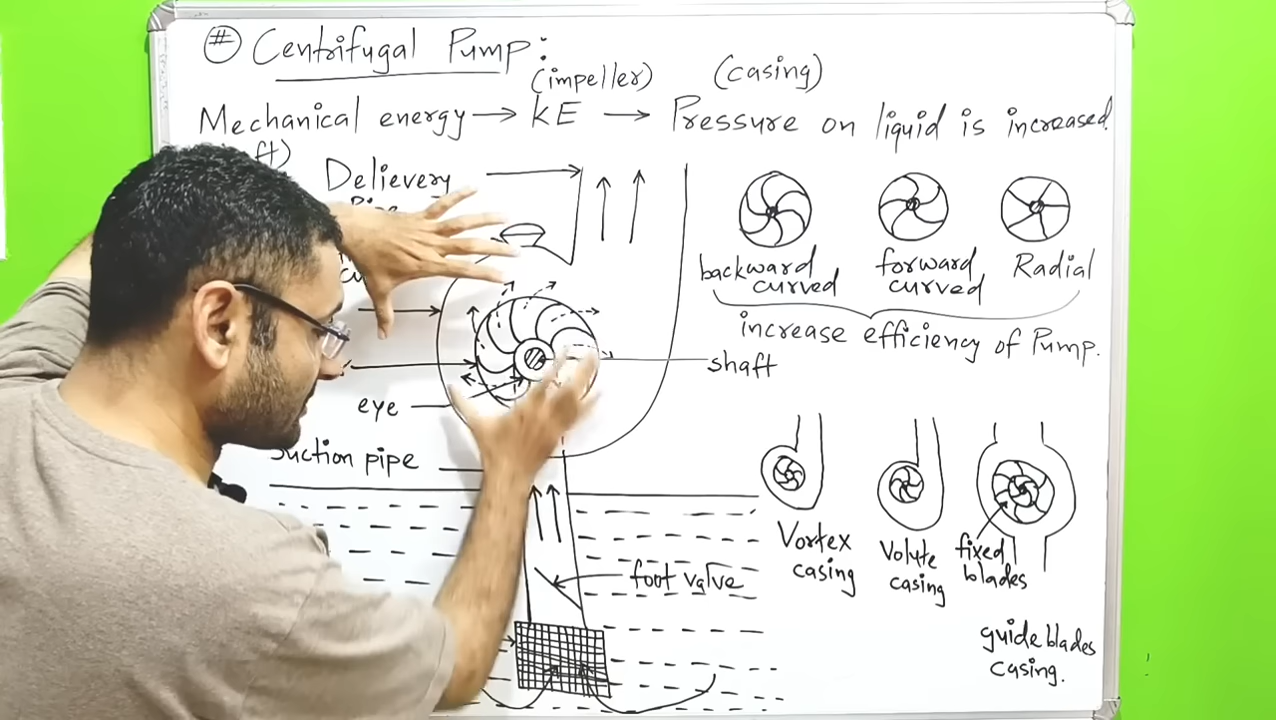 # Centrifugal Pump:
(impeller) (casing)
Mechanical energy → KE → Pressure on liquid is increased.
Delievery
backward curved
forward curved
Radial
increase efficiency of Pump.
shaft
eye
Suction pipe
foot valve
Vortex casing
Volute casing
fixed blades
guide blades casing.